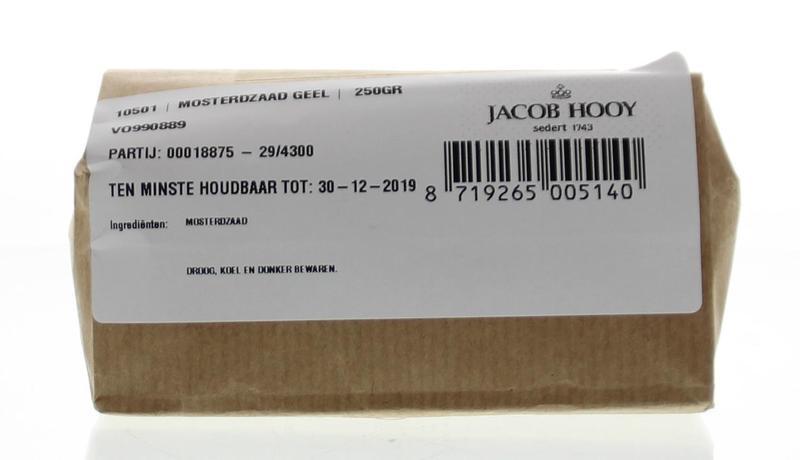 10501 | MOSTERDZAAD GEEL | 250GR
VO990889
PARTIJ: 00018875 – 29/4300
TEN MINSTE HOUDBAAR TOT: 30-12-2019
Ingrediënten: MOSTERDZAAD
DROOG, KOEL EN DONKER BEWAREN.
JACOB HOOY
sedert 1743
8 719265 005140